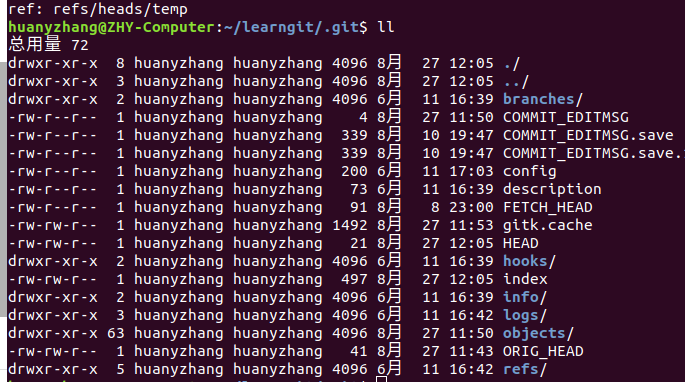 ref: refs/heads/temp
huanyzhang@ZHY-Computer:~/learngit/.git$ ll
总用量 72
drwxr-xr-x  8 huanyzhang huanyzhang 4096 8月  27 12:05 ./
drwxr-xr-x  3 huanyzhang huanyzhang 4096 8月  27 12:05 ../
drwxr-xr-x  2 huanyzhang huanyzhang 4096 6月  11 16:39 branches/
-rw-r--r--  1 huanyzhang huanyzhang    4 8月  27 11:50 COMMIT_EDITMSG
-rw-r--r--  1 huanyzhang huanyzhang  339 8月  10 19:47 COMMIT_EDITMSG.save
-rw-r--r--  1 huanyzhang huanyzhang  339 8月  10 19:47 COMMIT_EDITMSG.save.
-rw-r--r--  1 huanyzhang huanyzhang  200 6月  11 17:03 config
-rw-r--r--  1 huanyzhang huanyzhang   73 6月  11 16:39 description
-rw-r--r--  1 huanyzhang huanyzhang   91 8月   8 23:00 FETCH_HEAD
-rw-rw-r--  1 huanyzhang huanyzhang 1492 8月  27 11:53 gitk.cache
-rw-rw-r--  1 huanyzhang huanyzhang   21 8月  27 12:05 HEAD
drwxr-xr-x  2 huanyzhang huanyzhang 4096 6月  11 16:39 hooks/
-rw-rw-r--  1 huanyzhang huanyzhang  497 8月  27 12:05 index
drwxr-xr-x  2 huanyzhang huanyzhang 4096 6月  11 16:39 info/
drwxr-xr-x  3 huanyzhang huanyzhang 4096 6月  11 16:42 logs/
drwxr-xr-x 63 huanyzhang huanyzhang 4096 8月  27 11:50 objects/
-rw-rw-r--  1 huanyzhang huanyzhang   41 8月  27 11:43 ORIG_HEAD
drwxr-xr-x  5 huanyzhang huanyzhang 4096 6月  11 16:42 refs/